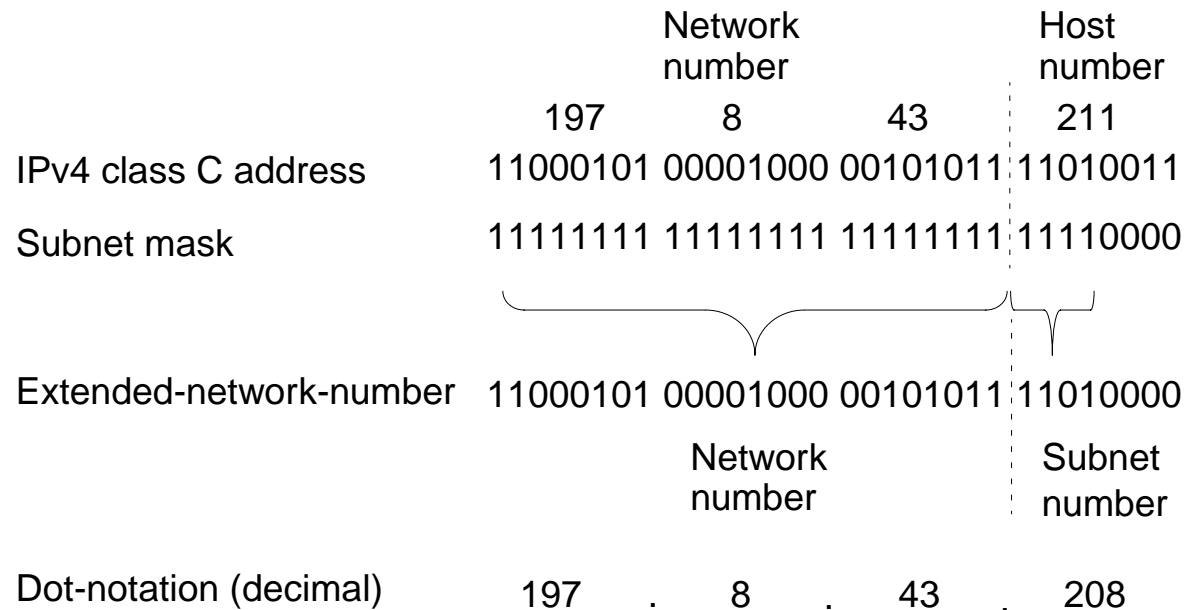 Network number
Host number
197 8 43 211
IPv4 class C address 11000101 00001000 00101011 11010011
Subnet mask 11111111 11111111 11111111 11110000
Extended-network-number 11000101 00001000 00101011 11010000
Network number
Subnet number
Dot-notation (decimal) 197 . 8 . 43 . 208